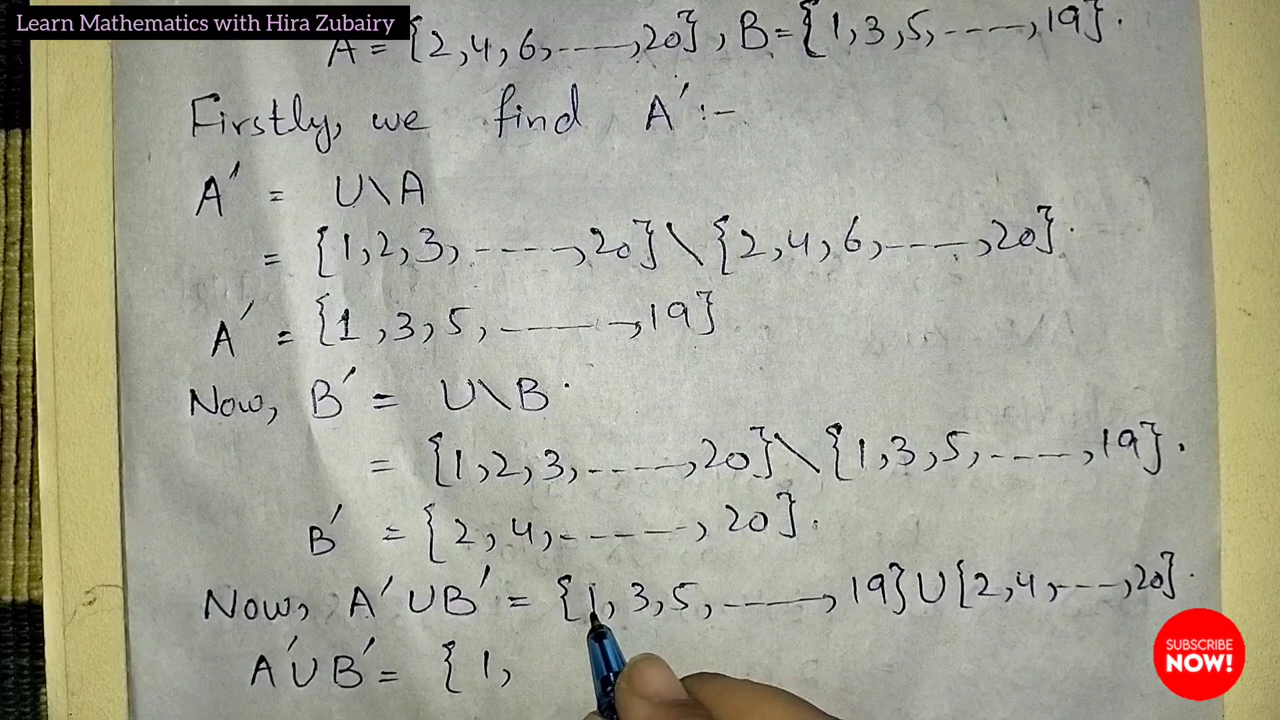 Learn Mathematics with Hira Zubairy
A = {2,4,6,-----,20}, B={1,3,5,-----,19}.
Firstly, we find A′:-
A′ = U\A
= {1,2,3,-----,20}\{2,4,6,-----,20}.
A′ = {1,3,5,-----,19}
Now, B′ = U\B.
= {1,2,3,-----,20}\{1,3,5,-----,19}.
B′ = {2,4,-----,20}.
Now, A′UB′ = {1,3,5,-----,19}U{2,4,----,20}.
A′UB′ = {1,
SUBSCRIBE
NOW!